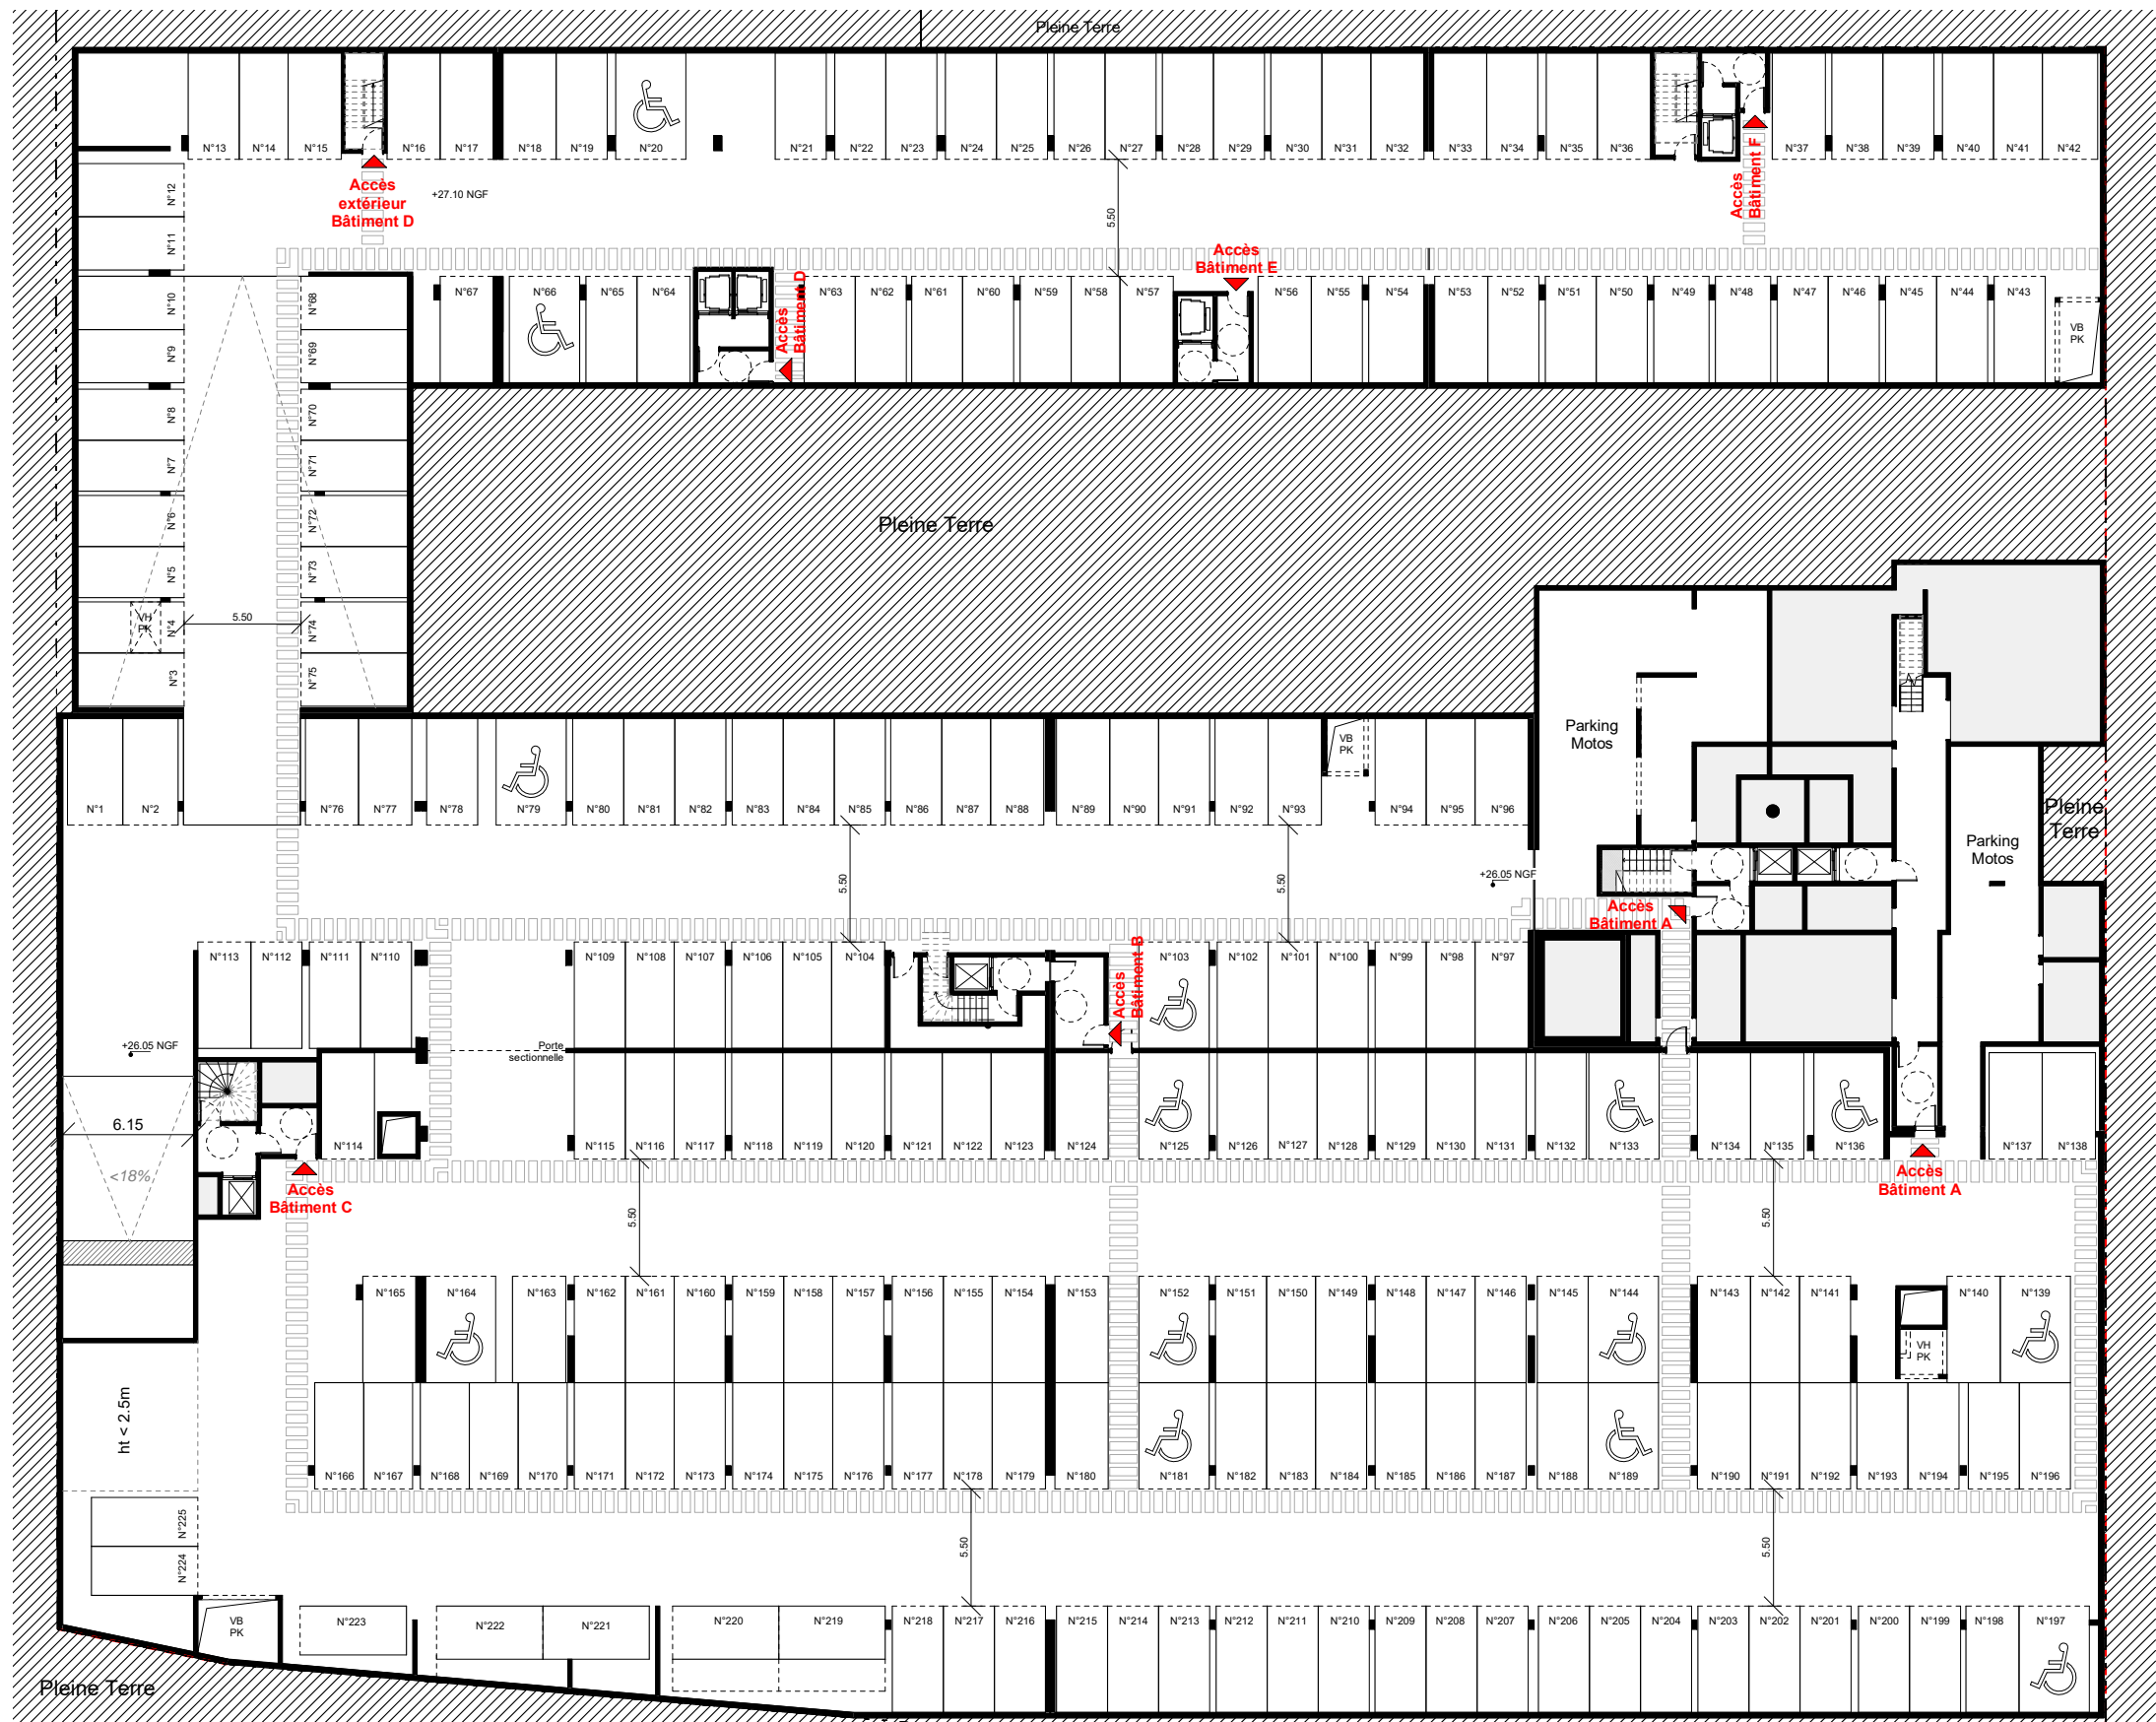 Pleine Terre
N°13
N°14
N°15
N°16
N°17
N°18
N°19
N°20
N°21
N°22
N°23
N°24
N°25
N°26
N°27
N°28
N°29
N°30
N°31
N°32
N°33
N°34
N°35
N°36
N°37
N°38
N°39
N°40
N°41
N°42
Accès
extérieur
Bâtiment D
+27.10 NGF
5.50
Accès
Bâtiment F
Accès
Bâtiment E
N°12
N°11
N°10
N°9
N°8
N°7
N°6
N°5
N°4
N°3
VH
PK
5.50
N°68
N°69
N°70
N°71
N°72
N°73
N°74
N°75
N°67
N°66
N°65
N°64
Accès
Bâtiment D
N°63
N°62
N°61
N°60
N°59
N°58
N°57
N°56
N°55
N°54
N°53
N°52
N°51
N°50
N°49
N°48
N°47
N°46
N°45
N°44
N°43
VB
PK
Pleine Terre
Parking
Motos
Parking
Motos
Pleine
Terre
N°1
N°2
N°76
N°77
N°78
N°79
N°80
N°81
N°82
N°83
N°84
N°85
N°86
N°87
N°88
N°89
N°90
N°91
N°92
N°93
VB
PK
N°94
N°95
N°96
5.50
5.50
+26.05 NGF
Accès
Bâtiment A
N°113
N°112
N°111
N°110
N°109
N°108
N°107
N°106
N°105
N°104
Accès
Bâtiment B
N°103
N°102
N°101
N°100
N°99
N°98
N°97
+26.05 NGF
Porte
sectionnelle
6.15
<18%
N°114
N°115
N°116
N°117
N°118
N°119
N°120
N°121
N°122
N°123
N°124
N°125
N°126
N°127
N°128
N°129
N°130
N°131
N°132
N°133
N°134
N°135
N°136
N°137
N°138
Accès
Bâtiment C
Accès
Bâtiment A
5.50
5.50
N°165
N°164
N°163
N°162
N°161
N°160
N°159
N°158
N°157
N°156
N°155
N°154
N°153
N°152
N°151
N°150
N°149
N°148
N°147
N°146
N°145
N°144
N°143
N°142
N°141
N°140
N°139
VH
PK
ht < 2.5m
N°166
N°167
N°168
N°169
N°170
N°171
N°172
N°173
N°174
N°175
N°176
N°177
N°178
N°179
N°180
N°181
N°182
N°183
N°184
N°185
N°186
N°187
N°188
N°189
N°190
N°191
N°192
N°193
N°194
N°195
N°196
N°225
N°224
5.50
5.50
VB
PK
N°223
N°222
N°221
N°220
N°219
N°218
N°217
N°216
N°215
N°214
N°213
N°212
N°211
N°210
N°209
N°208
N°207
N°206
N°205
N°204
N°203
N°202
N°201
N°200
N°199
N°198
N°197
Pleine Terre